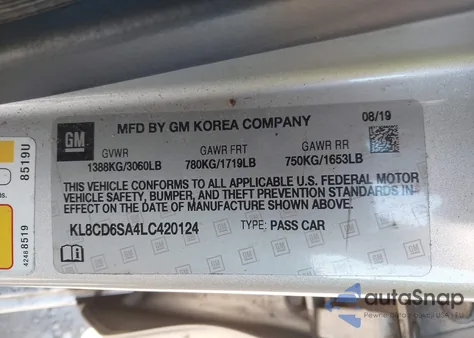 GM
MFD BY GM KOREA COMPANY
08/19
GVWR GAWR FRT GAWR RR
1388KG/3060LB 780KG/1719LB 750KG/1653LB
THIS VEHICLE CONFORMS TO ALL APPLICABLE U.S. FEDERAL MOTOR
VEHICLE SAFETY, BUMPER, AND THEFT PREVENTION STANDARDS IN
EFFECT ON THE DATE OF MANUFACTURE SHOWN ABOVE.
KL8CD6SA4LC420124 TYPE: PASS CAR
8519U
4248 8519
autoSnap